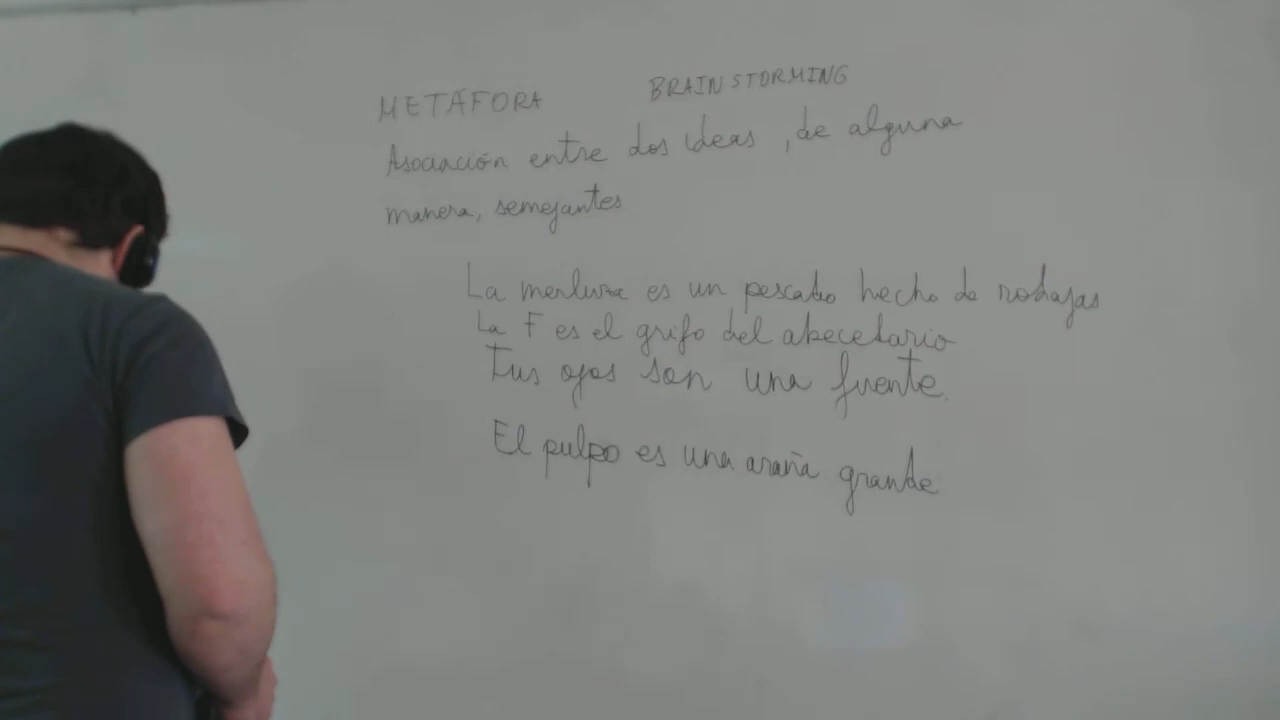 METÁFORA BRAINSTORMING
Asociación entre dos ideas, de alguna
manera, semejantes
La merluza es un pescado hecho de rodajas
La F es el grifo del abecedario
Tus ojos son una fuente.
El pulpo es una araña grande